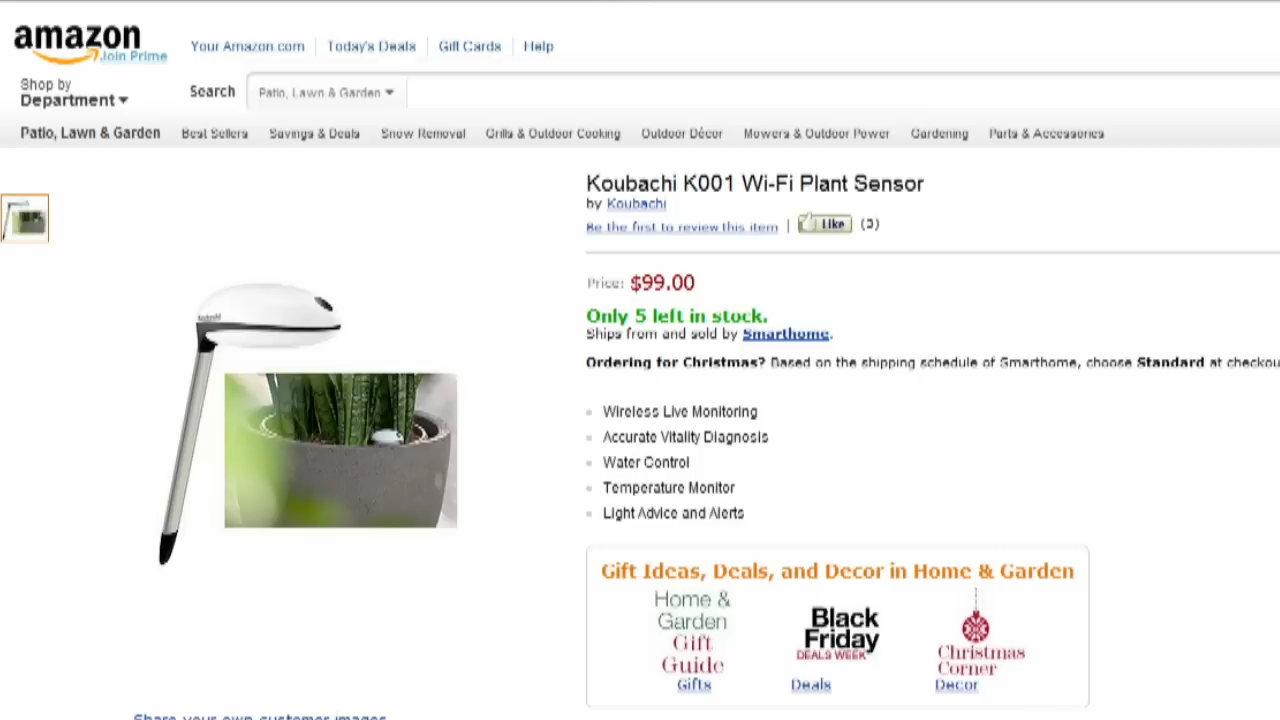 amazon
Join Prime
Your Amazon.com
Today's Deals
Gift Cards
Help
Shop by
Department
Search
Patio, Lawn & Garden
Patio, Lawn & Garden
Best Sellers
Savings & Deals
Snow Removal
Grills & Outdoor Cooking
Outdoor Décor
Mowers & Outdoor Power
Gardening
Parts & Accessories
Koubachi K001 Wi-Fi Plant Sensor
by Koubachi
Be the first to review this item | Like (3)
Price: $99.00
Only 5 left in stock.
Ships from and sold by Smarthome.
Ordering for Christmas? Based on the shipping schedule of Smarthome, choose Standard at checkou
Wireless Live Monitoring
Accurate Vitality Diagnosis
Water Control
Temperature Monitor
Light Advice and Alerts
Gift Ideas, Deals, and Decor in Home & Garden
Home &
Garden
Gift
Guide
Gifts
Black
Friday
DEALS WEEK
Deals
Christmas
Corner
Decor
Share your own customer images